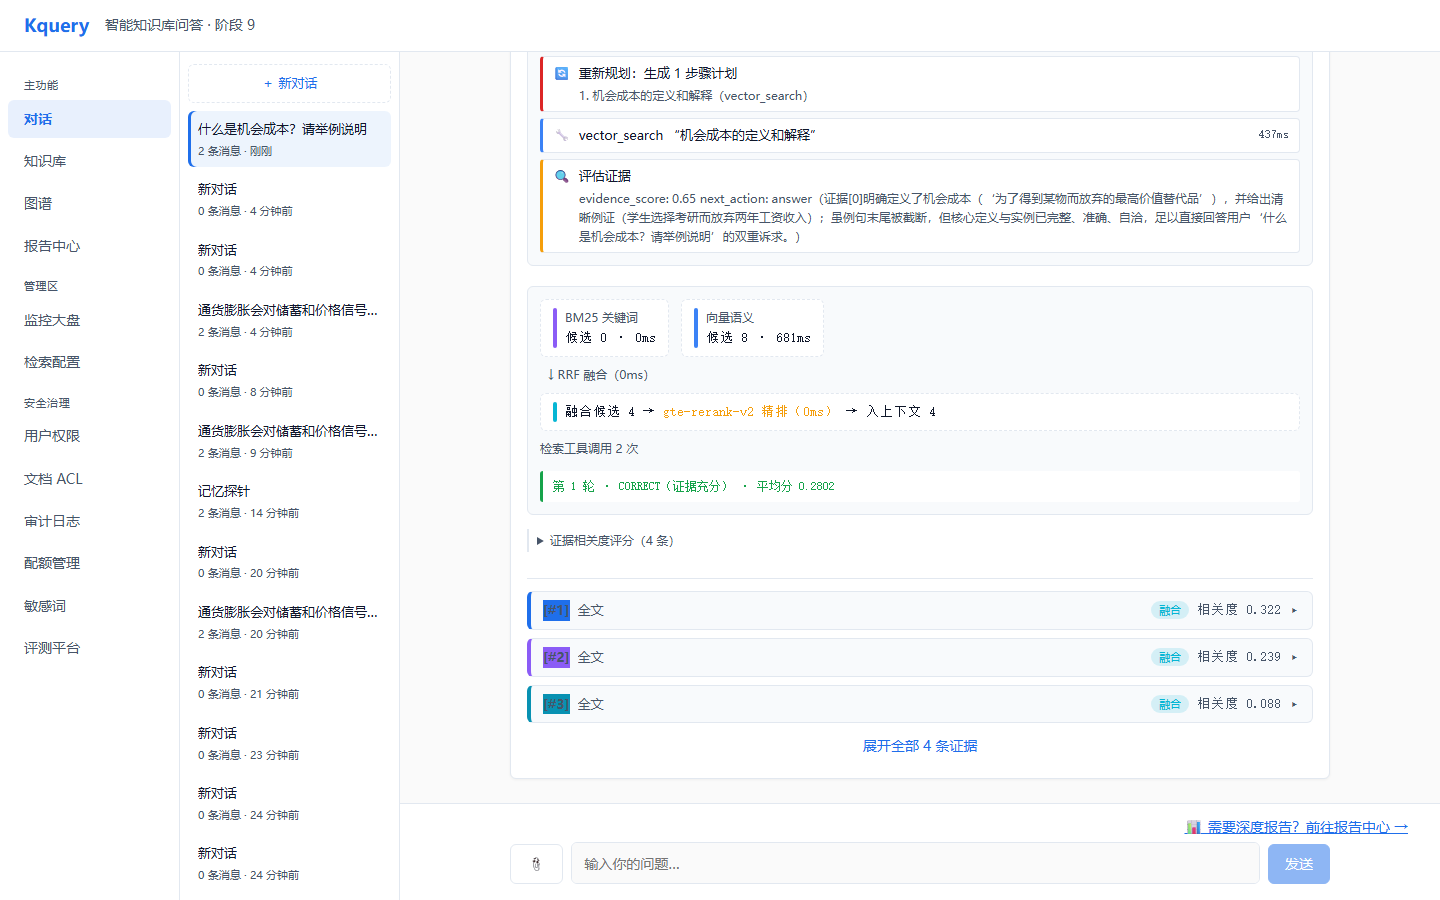 Kquery 智能知识库问答 · 阶段 9
主功能
对话
知识库
图谱
报告中心
管理区
监控大盘
检索配置
安全治理
用户权限
文档 ACL
审计日志
配额管理
敏感词
评测平台
+ 新对话
什么是机会成本？请举例说明
2 条消息 · 刚刚
新对话
0 条消息 · 4 分钟前
新对话
0 条消息 · 4 分钟前
通货膨胀会对储蓄和价格信号...
2 条消息 · 4 分钟前
新对话
0 条消息 · 8 分钟前
通货膨胀会对储蓄和价格信号...
2 条消息 · 9 分钟前
记忆探针
2 条消息 · 14 分钟前
新对话
0 条消息 · 20 分钟前
通货膨胀会对储蓄和价格信号...
2 条消息 · 20 分钟前
新对话
0 条消息 · 21 分钟前
新对话
0 条消息 · 23 分钟前
新对话
0 条消息 · 24 分钟前
新对话
0 条消息 · 24 分钟前
重新规划：生成 1 步骤计划
1. 机会成本的定义和解释（vector_search）
vector_search “机会成本的定义和解释” 437ms
评估证据
evidence_score: 0.65 next_action: answer（证据[0]明确定义了机会成本（‘为了得到某物而放弃的最高价值替代品’），并给出清
晰例证（学生选择考研而放弃两年工资收入）；虽例句末尾被截断，但核心定义与实例已完整、准确、自洽，足以直接回答用户‘什么
是机会成本？请举例说明’的双重诉求。）
BM25 关键词
候选 0 · 0ms
向量语义
候选 8 · 681ms
↓ RRF 融合（0ms）
融合候选 4 → gte-rerank-v2 精排（0ms） → 入上下文 4
检索工具调用 2 次
第 1 轮 · CORRECT（证据充分） · 平均分 0.2802
▶ 证据相关度评分（4 条）
[#1] 全文 融合 相关度 0.322 ▸
[#2] 全文 融合 相关度 0.239 ▸
[#3] 全文 融合 相关度 0.088 ▸
展开全部 4 条证据
需要深度报告？前往报告中心 →
输入你的问题...
发送